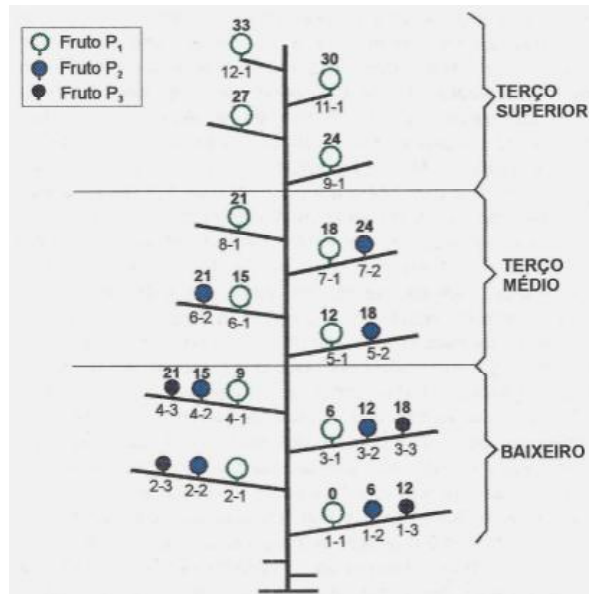 Fruto P₁
Fruto P₂
Fruto P₃
33
12-1
30
11-1
27
24
9-1
TERÇO
SUPERIOR
21
8-1
18 24
7-1 7-2
21 15
6-2 6-1
12 18
5-1 5-2
TERÇO
MÉDIO
21 15 9
4-3 4-2 4-1
6 12 18
3-1 3-2 3-3
2-3 2-2 2-1
0 6 12
1-1 1-2 1-3
BAIXEIRO